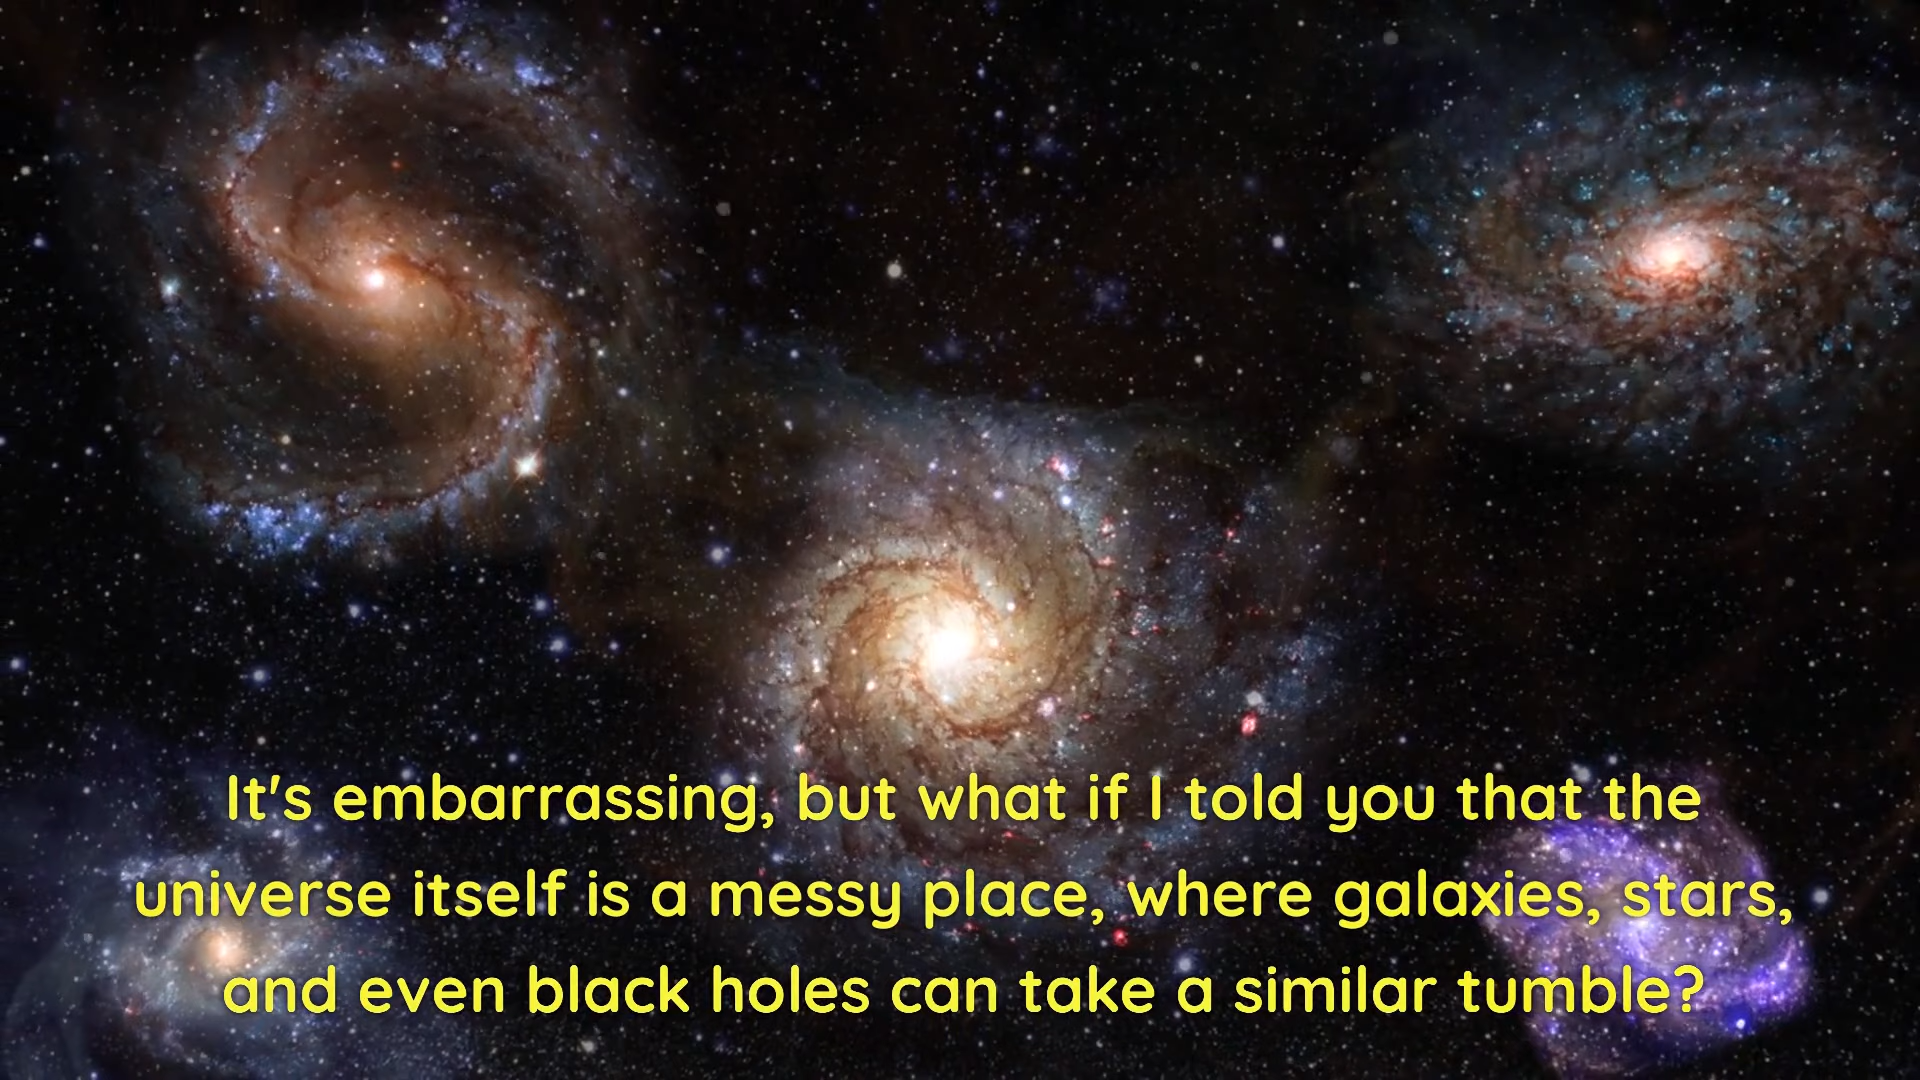 It's embarrassing, but what if I told you that the
universe itself is a messy place, where galaxies, stars,
and even black holes can take a similar tumble?